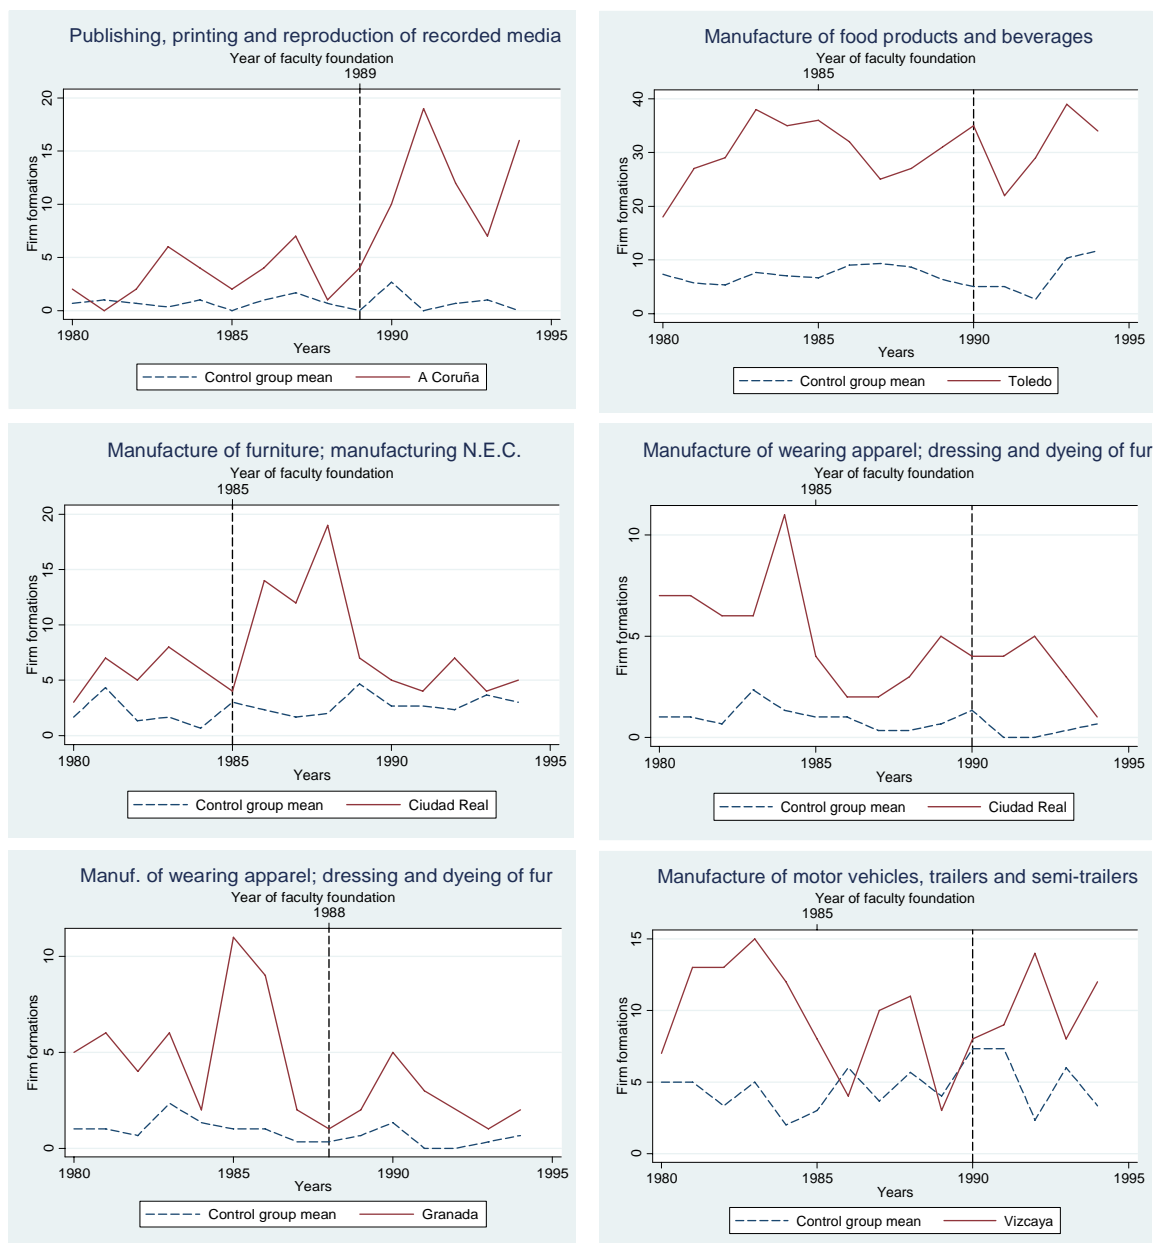 Publishing, printing and reproduction of recorded media
Year of faculty foundation
1989
Firm formations
20
15
10
5
0
1980 1985 1990 1995
Years
Control group mean A Coruña
Manufacture of food products and beverages
Year of faculty foundation
1985
Firm formations
40
30
20
10
0
1980 1985 1990 1995
Years
Control group mean Toledo
Manufacture of furniture; manufacturing N.E.C.
Year of faculty foundation
1985
Firm formations
20
15
10
5
0
1980 1985 1990 1995
Years
Control group mean Ciudad Real
Manufacture of wearing apparel; dressing and dyeing of fur
Year of faculty foundation
1985
Firm formations
10
5
0
1980 1985 1990 1995
Years
Control group mean Ciudad Real
Manuf. of wearing apparel; dressing and dyeing of fur
Year of faculty foundation
1988
Firm formations
10
5
0
1980 1985 1990 1995
Years
Control group mean Granada
Manufacture of motor vehicles, trailers and semi-trailers
Year of faculty foundation
1985
Firm formations
15
10
5
0
1980 1985 1990 1995
Years
Control group mean Vizcaya